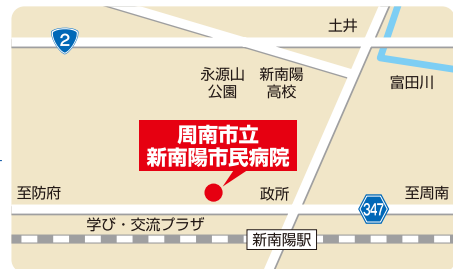 土井
2
永源山
公園
新南陽
高校
富田川
周南市立
新南陽市民病院
至防府
政所
347
至周南
学び・交流プラザ
新南陽駅